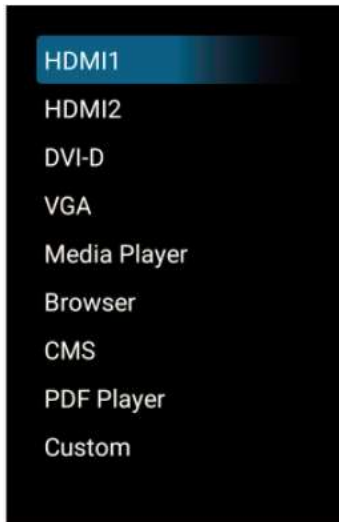 HDMI1
HDMI2
DVI-D
VGA
Media Player
Browser
CMS
PDF Player
Custom